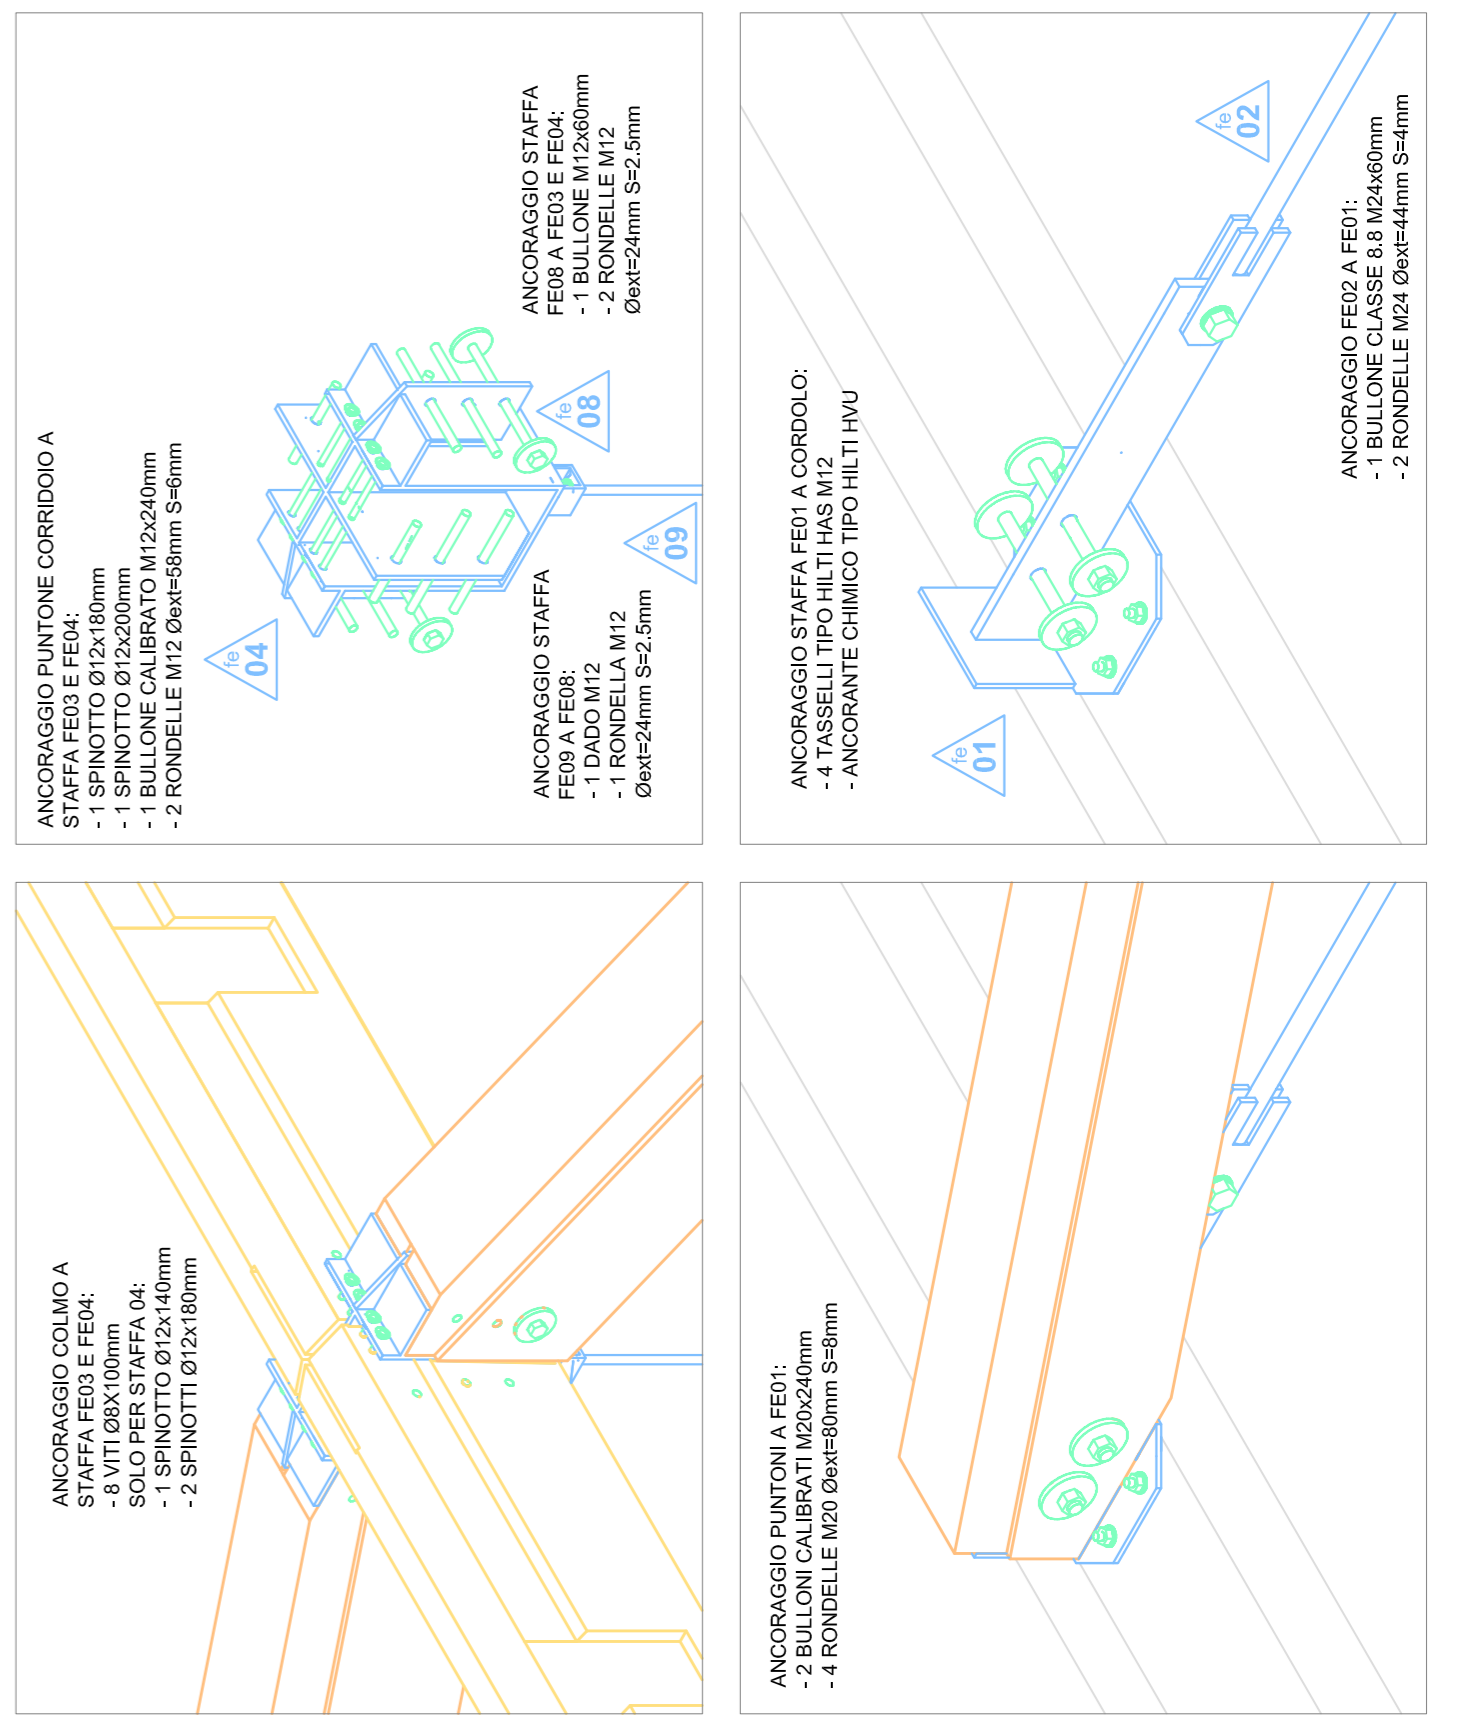 ANCORAGGIO COLMO A
STAFFA FE03 E FE04:
- 8 VITI Ø8X100mm
SOLO PER STAFFA 04:
- 1 SPINOTTO Ø12x140mm
- 2 SPINOTTI Ø12x180mm
ANCORAGGIO PUNTONE CORRIDOIO A
STAFFA FE03 E FE04:
- 1 SPINOTTO Ø12x180mm
- 1 SPINOTTO Ø12x200mm
- 1 BULLONE CALIBRATO M12x240mm
- 2 RONDELLE M12 Øext=58mm S=6mm
fe
04
ANCORAGGIO STAFFA
FE09 A FE08:
- 1 DADO M12
- 1 RONDELLA M12
Øext=24mm S=2.5mm
fe
09
fe
08
ANCORAGGIO STAFFA
FE08 A FE03 E FE04:
- 1 BULLONE M12x60mm
- 2 RONDELLE M12
Øext=24mm S=2.5mm
ANCORAGGIO PUNTONI A FE01:
- 2 BULLONI CALIBRATI M20x240mm
- 4 RONDELLE M20 Øext=80mm S=8mm
ANCORAGGIO STAFFA FE01 A CORDOLO:
- 4 TASSELLI TIPO HILTI HAS M12
- ANCORANTE CHIMICO TIPO HILTI HVU
fe
01
fe
02
ANCORAGGIO FE02 A FE01:
- 1 BULLONE CLASSE 8.8 M24x60mm
- 2 RONDELLE M24 Øext=44mm S=4mm